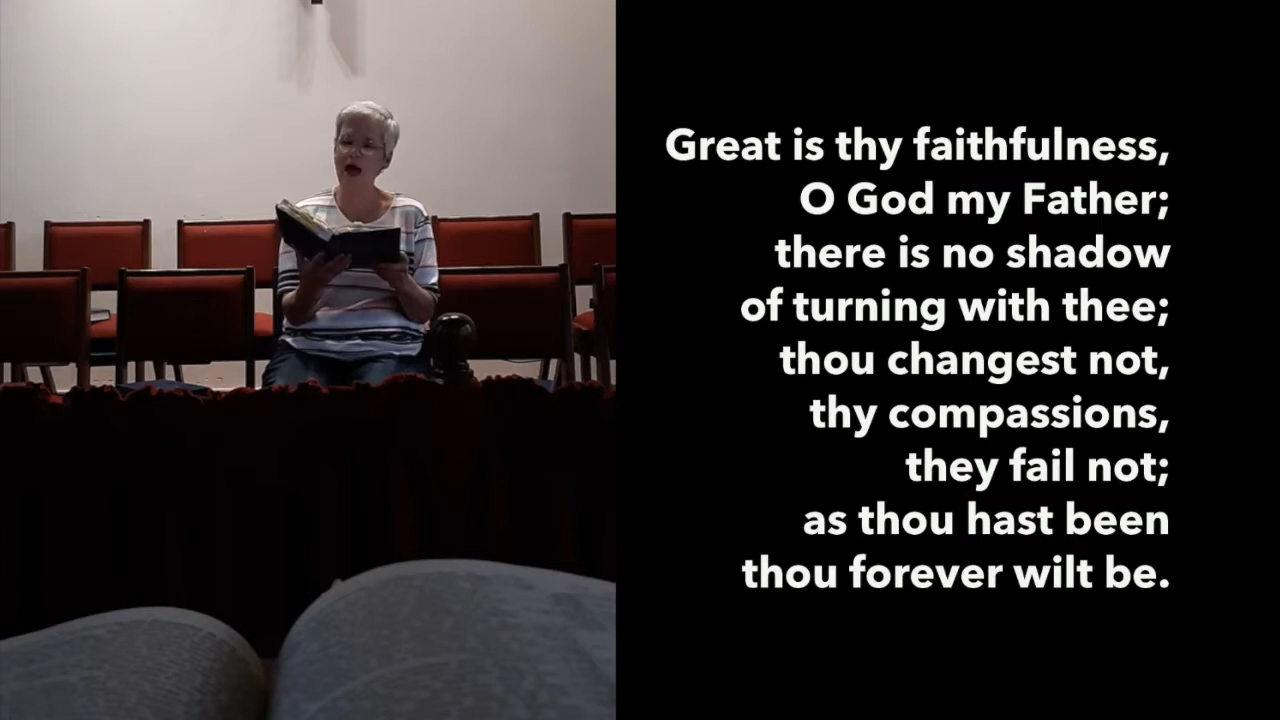 Great is thy faithfulness,
O God my Father;
there is no shadow
of turning with thee;
thou changest not,
thy compassions,
they fail not;
as thou hast been
thou forever wilt be.